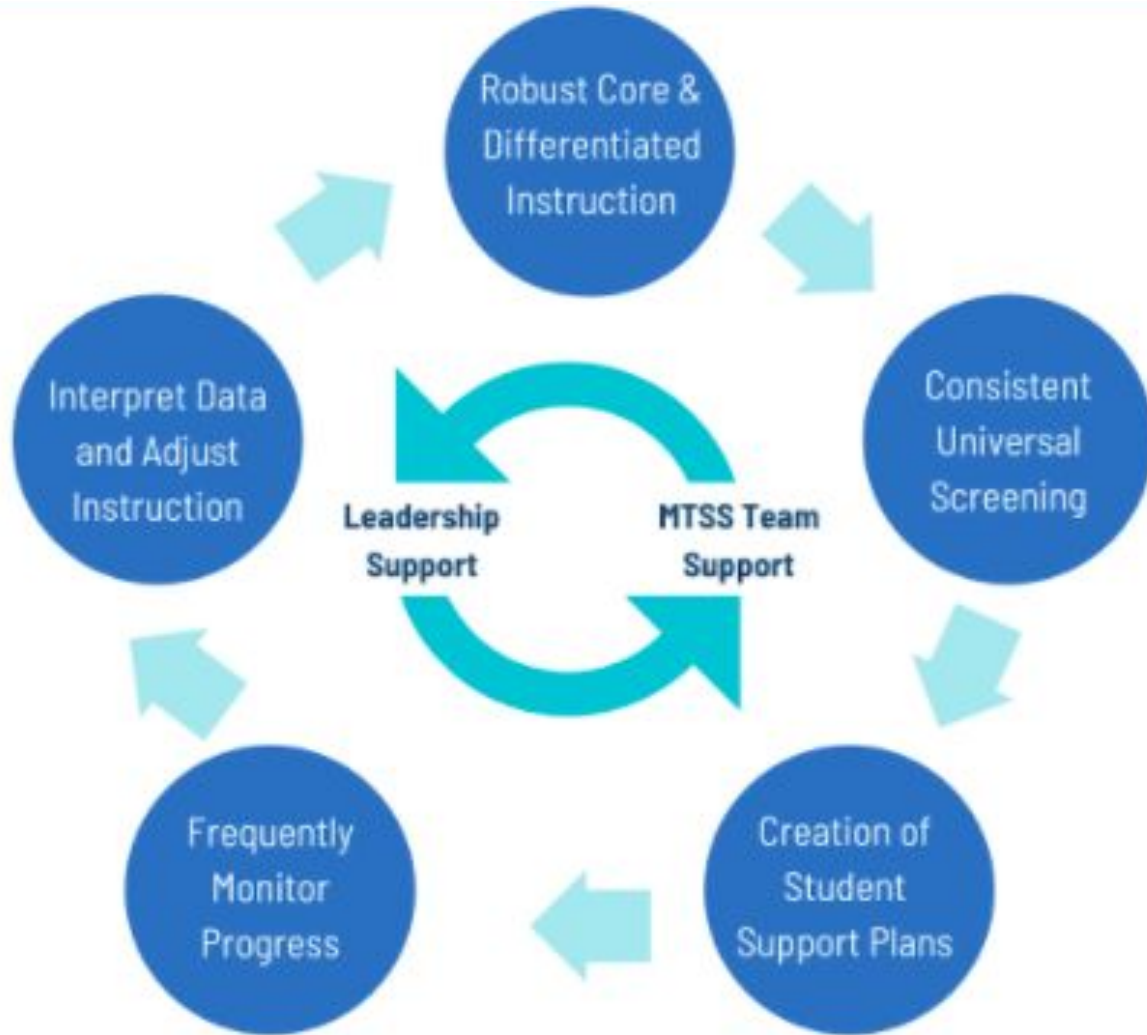 Robust Core &
Differentiated
Instruction
Consistent
Universal
Screening
Creation of
Student
Support Plans
Frequently
Monitor
Progress
Interpret Data
and Adjust
Instruction
Leadership
Support
MTSS Team
Support